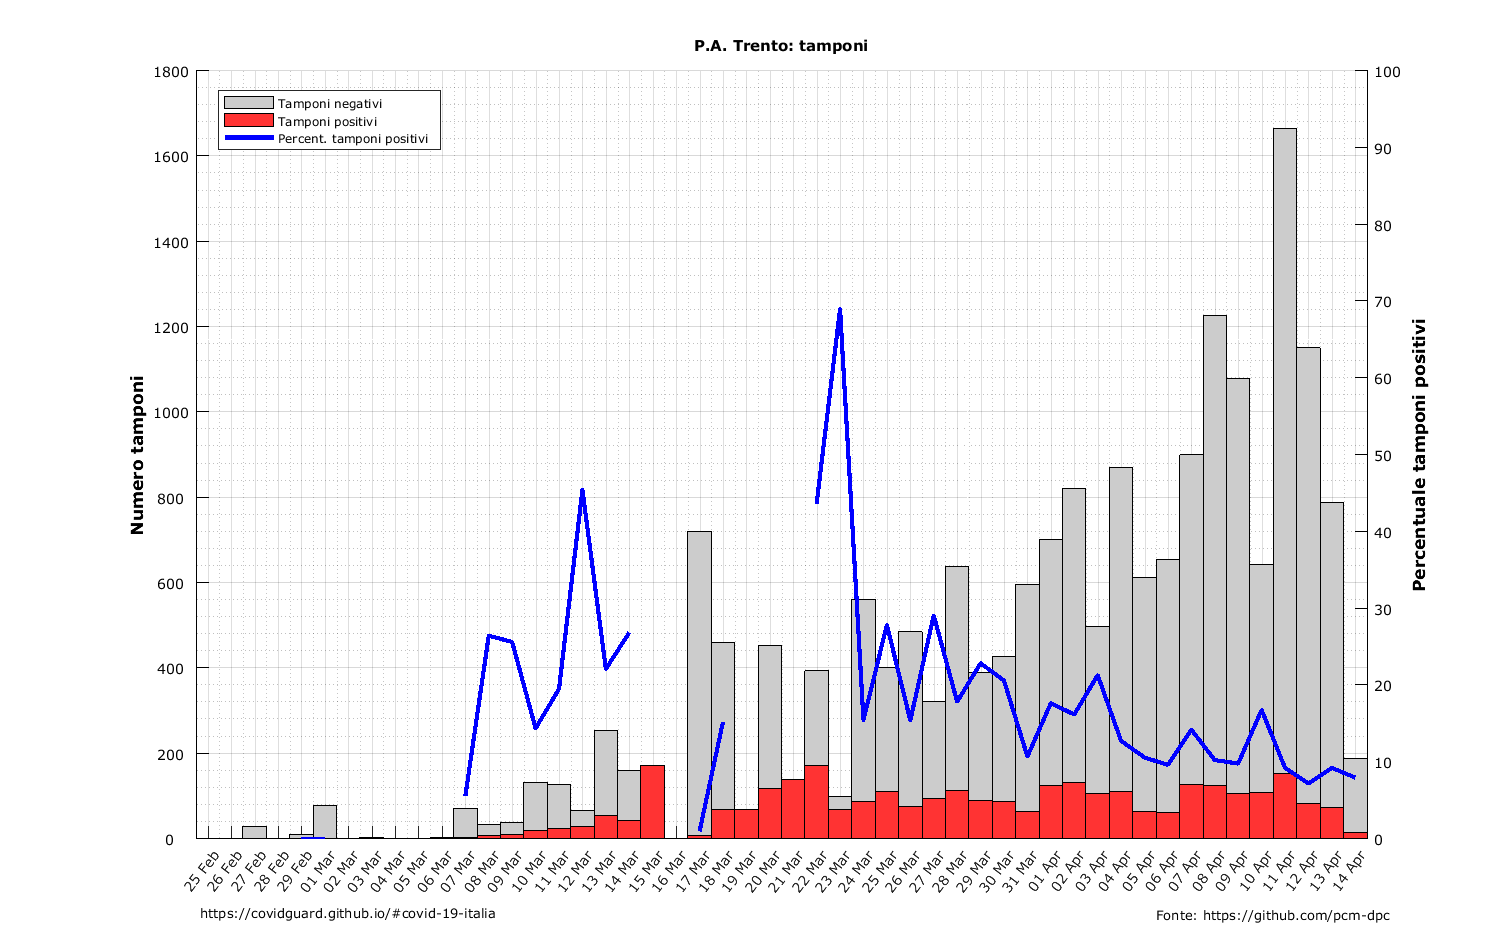 P.A. Trento: tamponi
Tamponi negativi
Tamponi positivi
Percent. tamponi positivi
Numero tamponi
1800
1600
1400
1200
1000
800
600
400
200
0
Percentuale tamponi positivi
100
90
80
70
60
50
40
30
20
10
0
25 Feb
26 Feb
27 Feb
28 Feb
29 Feb
01 Mar
02 Mar
03 Mar
04 Mar
05 Mar
06 Mar
07 Mar
08 Mar
09 Mar
10 Mar
11 Mar
12 Mar
13 Mar
14 Mar
15 Mar
16 Mar
17 Mar
18 Mar
19 Mar
20 Mar
21 Mar
22 Mar
23 Mar
24 Mar
25 Mar
26 Mar
27 Mar
28 Mar
29 Mar
30 Mar
31 Mar
01 Apr
02 Apr
03 Apr
04 Apr
05 Apr
06 Apr
07 Apr
08 Apr
09 Apr
10 Apr
11 Apr
12 Apr
13 Apr
14 Apr
https://covidguard.github.io/#covid-19-italia
Fonte: https://github.com/pcm-dpc